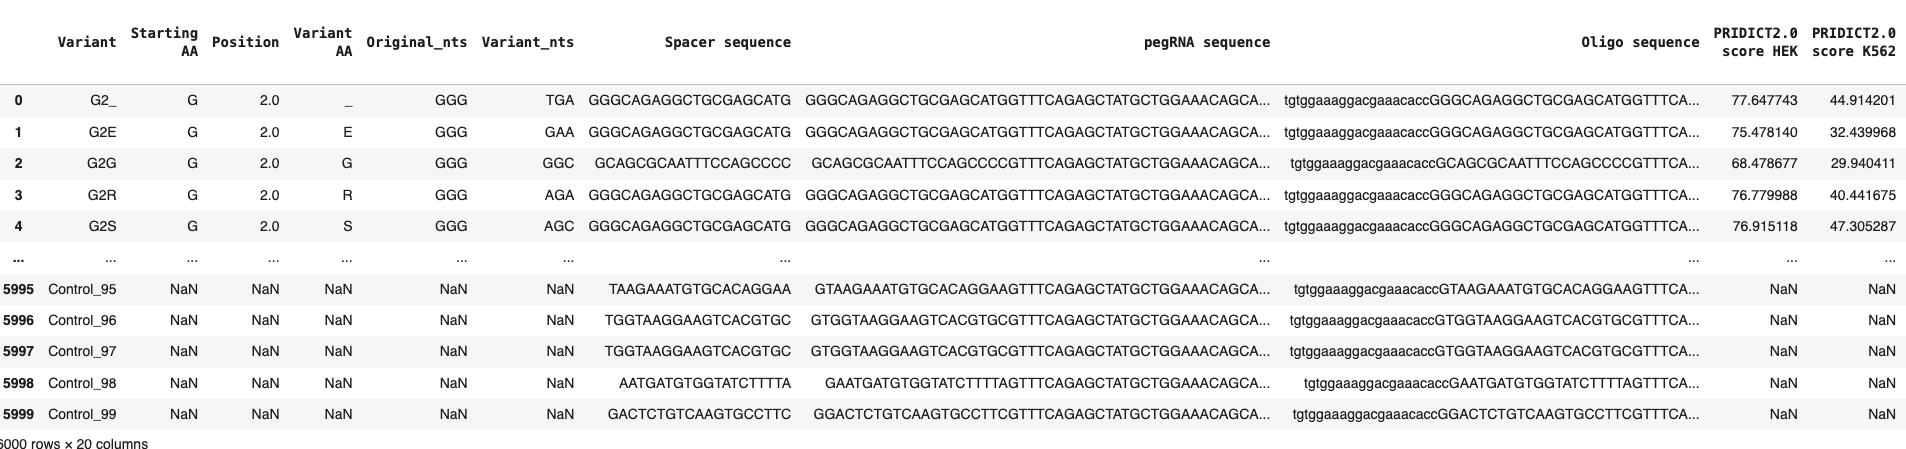 Variant Starting AA Position Variant AA Original_nts Variant_nts Spacer sequence pegRNA sequence Oligo sequence PRIDICT2.0 score HEK PRIDICT2.0 score K562
0 G2_ G 2.0 _ GGG TGA GGGCAGAGGCTGCGAGCATG GGGCAGAGGCTGCGAGCATGGTTTCAGAGCTATGCTGGAAACAGCA... tgtggaaaggacgaaacaccGGGCAGAGGCTGCGAGCATGGTTTCA... 77.647743 44.914201
1 G2E G 2.0 E GGG GAA GGGCAGAGGCTGCGAGCATG GGGCAGAGGCTGCGAGCATGGTTTCAGAGCTATGCTGGAAACAGCA... tgtggaaaggacgaaacaccGGGCAGAGGCTGCGAGCATGGTTTCA... 75.478140 32.439968
2 G2G G 2.0 G GGG GGC GCAGCGCAATTTCCAGCCCC GCAGCGCAATTTCCAGCCCCGTTTCAGAGCTATGCTGGAAACAGCA... tgtggaaaggacgaaacaccGCAGCGCAATTTCCAGCCCCGTTTCA... 68.478677 29.940411
3 G2R G 2.0 R GGG AGA GGGCAGAGGCTGCGAGCATG GGGCAGAGGCTGCGAGCATGGTTTCAGAGCTATGCTGGAAACAGCA... tgtggaaaggacgaaacaccGGGCAGAGGCTGCGAGCATGGTTTCA... 76.779988 40.441675
4 G2S G 2.0 S GGG AGC GGGCAGAGGCTGCGAGCATG GGGCAGAGGCTGCGAGCATGGTTTCAGAGCTATGCTGGAAACAGCA... tgtggaaaggacgaaacaccGGGCAGAGGCTGCGAGCATGGTTTCA... 76.915118 47.305287
... ... ... ... ... ... ... ... ... ... ... ...
5995 Control_95 NaN NaN NaN NaN NaN TAAGAAATGTGCACAGGAA GTAAGAAATGTGCACAGGAAGTTTCAGAGCTATGCTGGAAACAGCA... tgtggaaaggacgaaacaccGTAAGAAATGTGCACAGGAAGTTTCA... NaN NaN
5996 Control_96 NaN NaN NaN NaN NaN TGGTAAGGAAGTCACGTGC GTGGTAAGGAAGTCACGTGCGTTTCAGAGCTATGCTGGAAACAGCA... tgtggaaaggacgaaacaccGTGGTAAGGAAGTCACGTGCGTTTCA... NaN NaN
5997 Control_97 NaN NaN NaN NaN NaN TGGTAAGGAAGTCACGTGC GTGGTAAGGAAGTCACGTGCGTTTCAGAGCTATGCTGGAAACAGCA... tgtggaaaggacgaaacaccGTGGTAAGGAAGTCACGTGCGTTTCA... NaN NaN
5998 Control_98 NaN NaN NaN NaN NaN AATGATGTGGTATCTTTTA GAATGATGTGGTATCTTTTAGTTTCAGAGCTATGCTGGAAACAGCA... tgtggaaaggacgaaacaccGAATGATGTGGTATCTTTTAGTTTCA... NaN NaN
5999 Control_99 NaN NaN NaN NaN NaN GACTCTGTCAAGTGCCTTC GGACTCTGTCAAGTGCCTTCGTTTCAGAGCTATGCTGGAAACAGCA... tgtggaaaggacgaaacaccGGACTCTGTCAAGTGCCTTCGTTTCA... NaN NaN
6000 rows × 20 columns